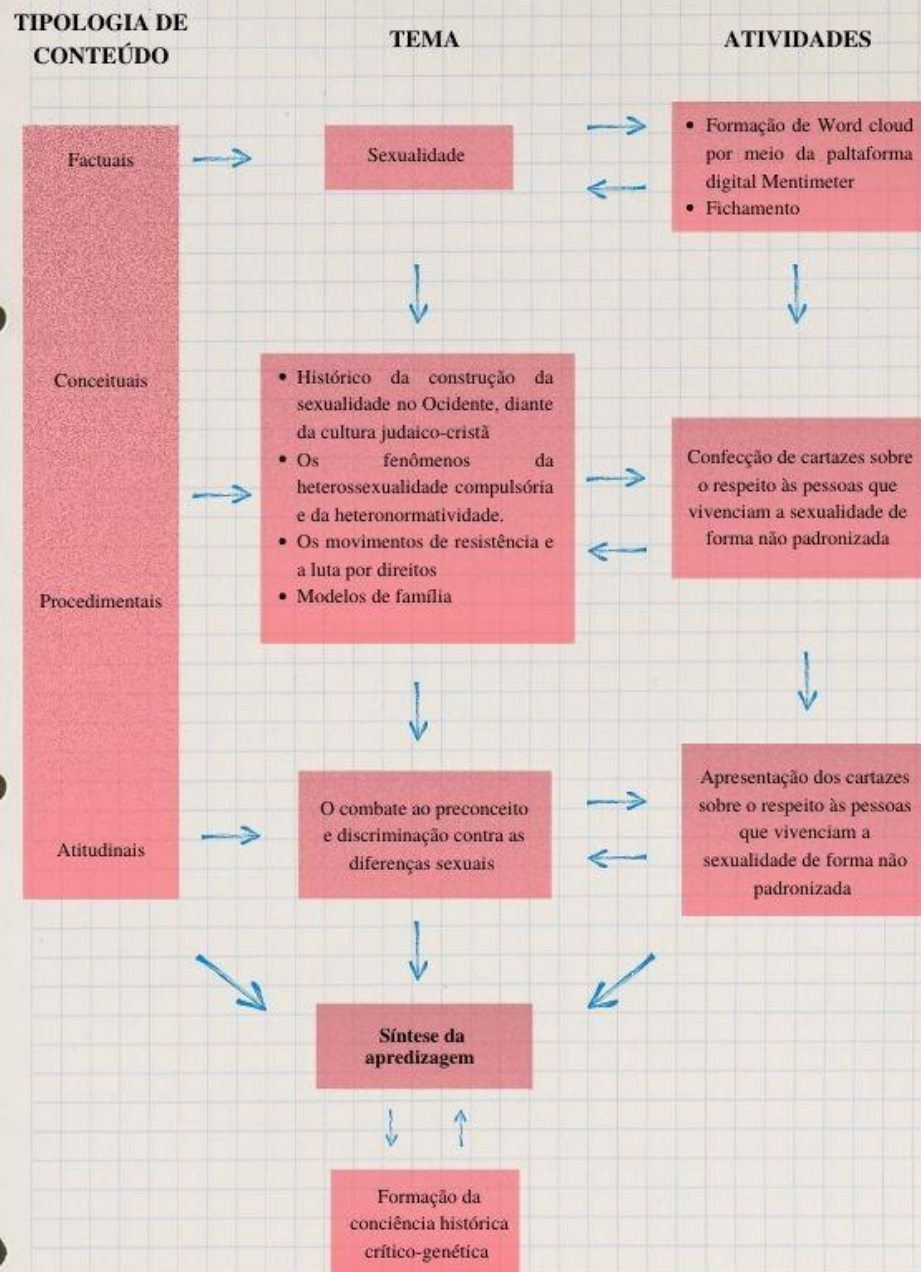 TIPOLOGIA DE
CONTEÚDO
TEMA
ATIVIDADES
Factuais
Sexualidade
• Formação de Word cloud
por meio da paltaforma
digital Mentimeter
• Fichamento
Conceituais
Procedimentais
• Histórico da construção da
sexualidade no Ocidente, diante
da cultura judaico-cristã
• Os fenômenos da
heterossexualidade compulsória
e da heteronormatividade.
• Os movimentos de resistência e
a luta por direitos
• Modelos de família
Confecção de cartazes sobre
o respeito às pessoas que
vivenciam a sexualidade de
forma não padronizada
Atitudinais
O combate ao preconceito
e discriminação contra as
diferenças sexuais
Apresentação dos cartazes
sobre o respeito às pessoas
que vivenciam a
sexualidade de forma não
padronizada
Síntese da
apredizagem
Formação da
conciência histórica
crítico-genética